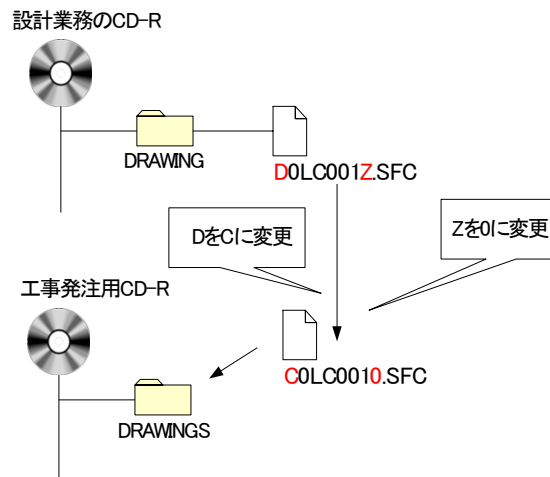 設計業務のCD-R
DRAWING
D0LC001Z.SFC
DをCに変更
Zを0に変更
工事発注用CD-R
C0LC0010.SFC
DRAWINGS